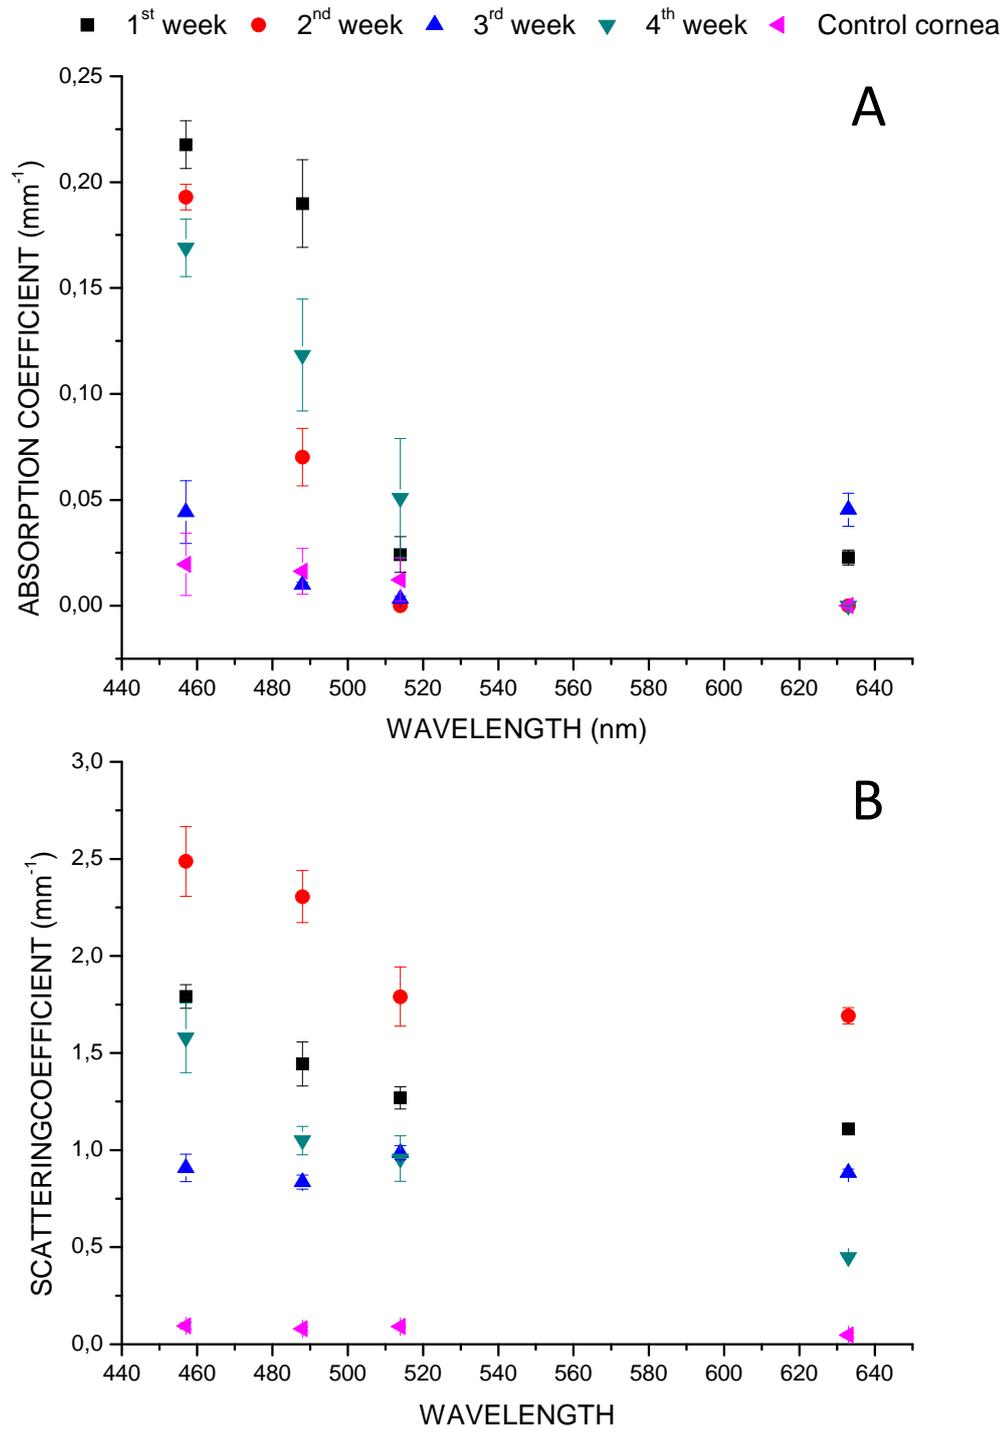 1st week 2nd week 3rd week 4th week Control cornea
A
0,25
0,20
0,15
0,10
0,05
0,00
ABSORPTION COEFFICIENT (mm-1)
440 460 480 500 520 540 560 580 600 620 640
WAVELENGTH (nm)
B
3,0
2,5
2,0
1,5
1,0
0,5
0,0
SCATTERINGCOEFFICIENT (mm-1)
440 460 480 500 520 540 560 580 600 620 640
WAVELENGTH